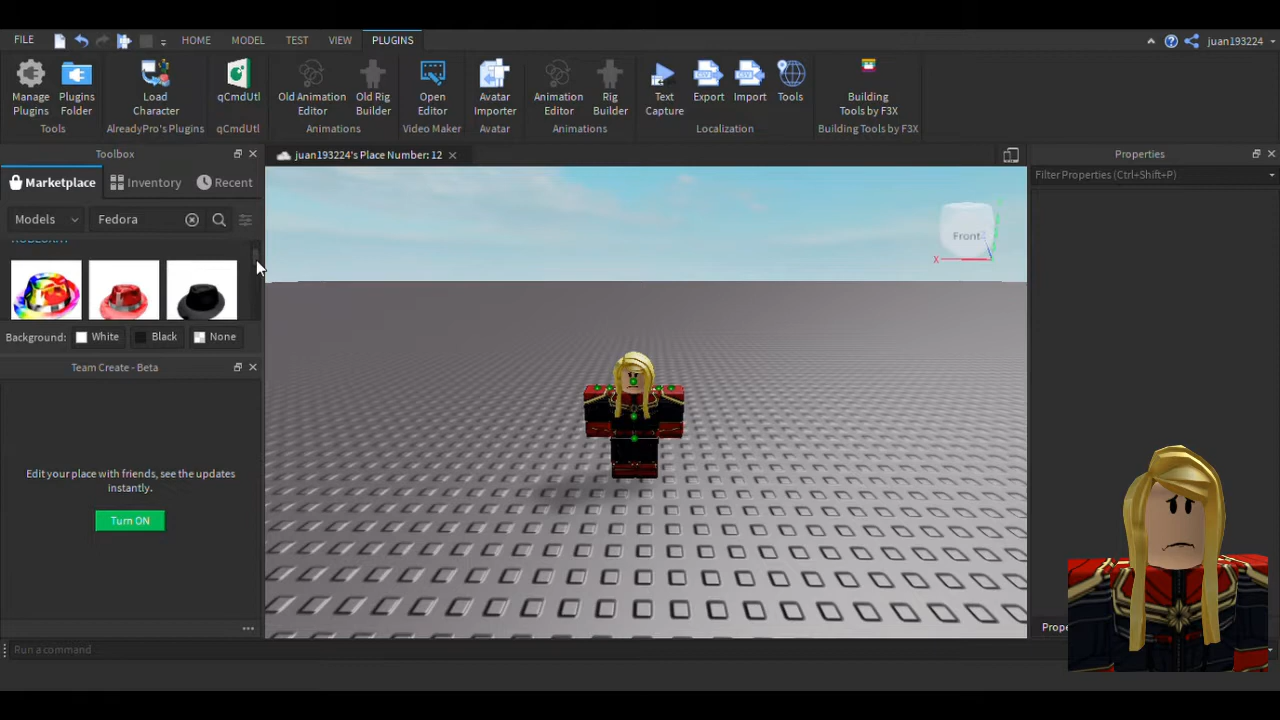 FILE
HOME
MODEL
TEST
VIEW
PLUGINS
juan193224
Manage Plugins
Plugins Folder
Load Character
qCmdUtl
Old Animation Editor
Old Rig Builder
Open Editor
Avatar Importer
Animation Editor
Rig Builder
Text Capture
Export
Import
Tools
Building Tools by F3X
Tools
AlreadyPro's Plugins
qCmdUtl
Animations
Video Maker
Avatar
Animations
Localization
Building Tools by F3X
Toolbox
juan193224's Place Number: 12
Properties
Marketplace
Inventory
Recent
Filter Properties (Ctrl+Shift+P)
Models
Fedora
Front
X
Background:
White
Black
None
Team Create - Beta
Edit your place with friends, see the updates
instantly.
Turn ON
Run a command